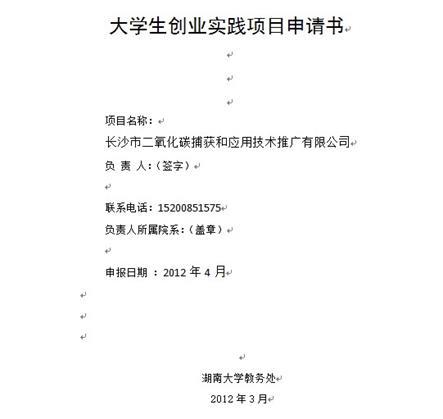 大学生创业实践项目申请书
项目名称：
长沙市二氧化碳捕获和应用技术推广有限公司
负 责 人：（签字）
联系电话：15200851575
负责人所属院系：（盖章）
申报日期 ：2012 年 4 月
湖南大学教务处
2012 年 3 月